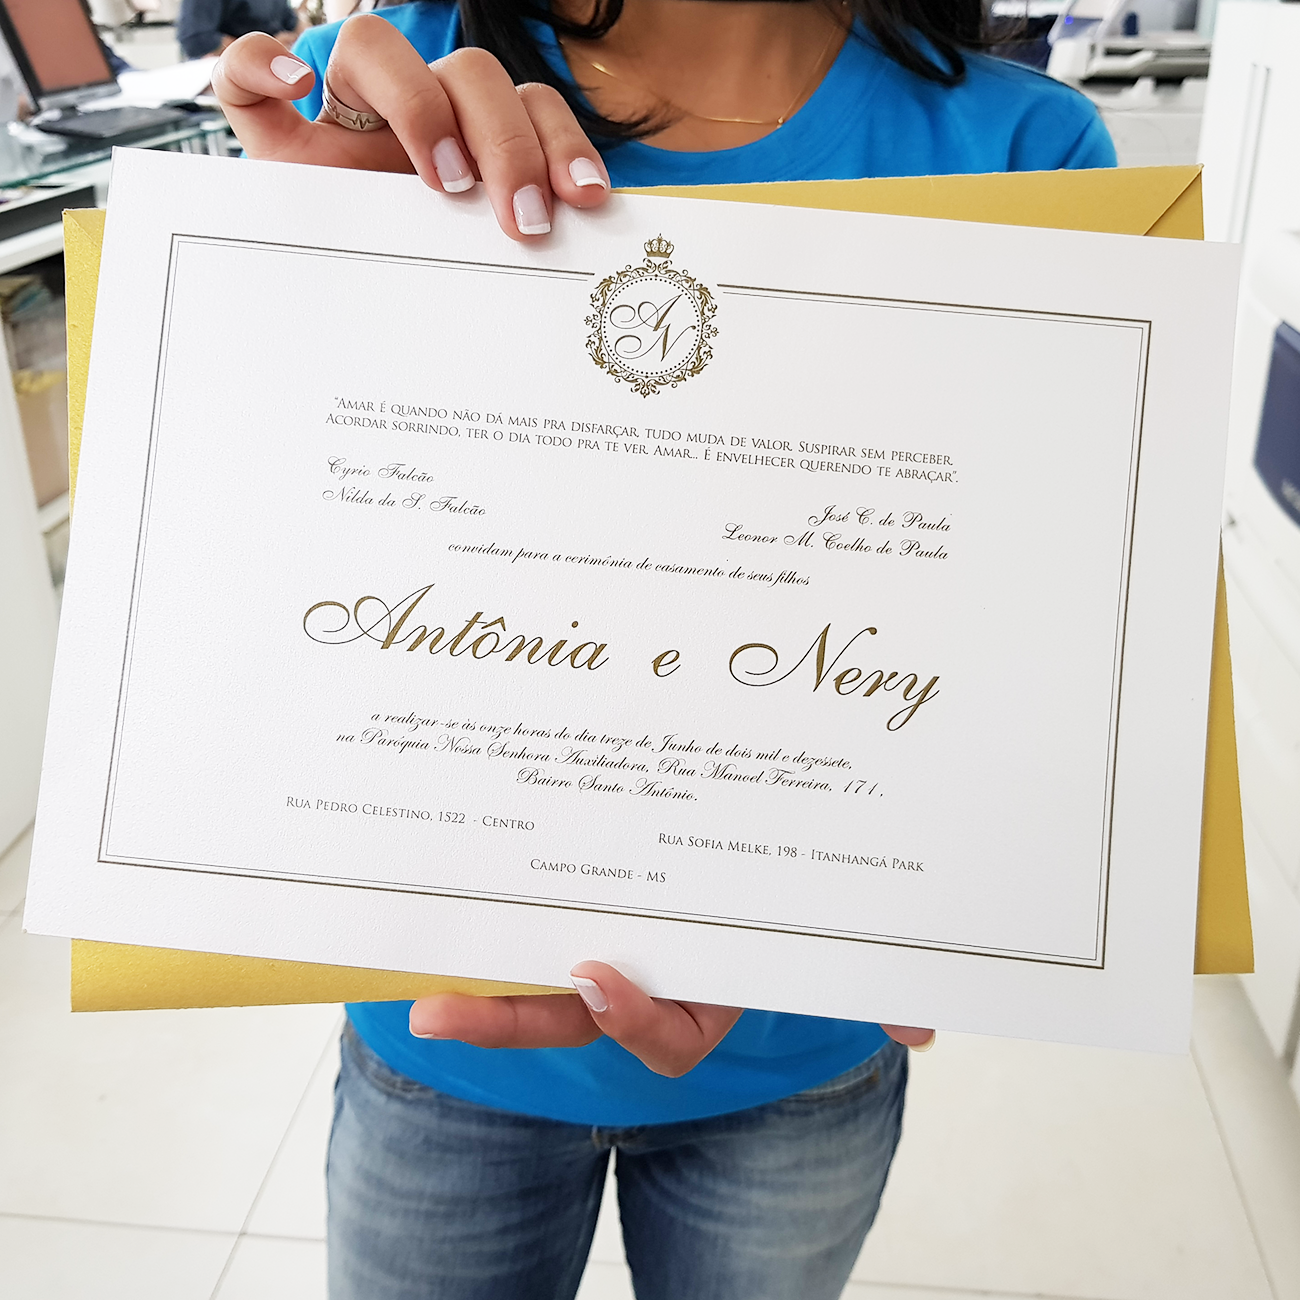 A
N
"Amar é quando não dá mais pra disfarçar, tudo muda de valor. Suspirar sem perceber.
Acordar sorrindo, ter o dia todo pra te ver. Amar... É envelhecer querendo te abraçar".
Cyrio Falcão
Nilda da S. Falcão
José C. de Paula
Leonor M. Coelho de Paula
convidam para a cerimônia de casamento de seus filhos
Antônia e Nery
a realizar-se às onze horas do dia treze de Junho de dois mil e dezessete,
na Paróquia Nossa Senhora Auxiliadora, Rua Manoel Ferreira, 171,
Bairro Santo Antônio.
Rua Pedro Celestino, 1522 - Centro
Rua Sofia Melke, 198 - Itanhangá Park
Campo Grande - MS